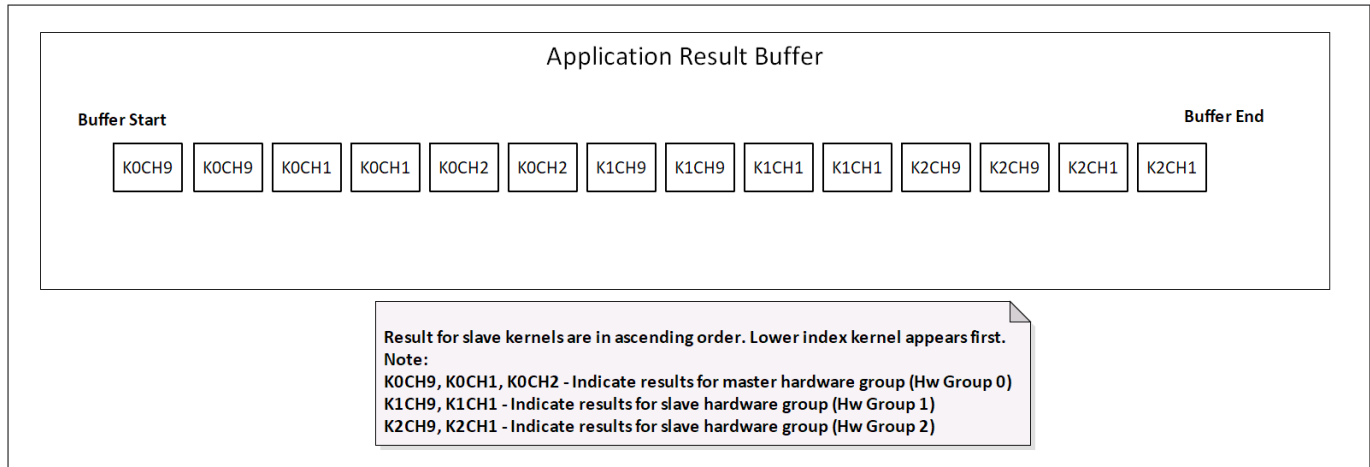 Application Result Buffer
Buffer Start
Buffer End
K0CH9 K0CH9 K0CH1 K0CH1 K0CH2 K0CH2 K1CH9 K1CH9 K1CH1 K1CH1 K2CH9 K2CH9 K2CH1 K2CH1
Result for slave kernels are in ascending order. Lower index kernel appears first.
Note:
K0CH9, K0CH1, K0CH2 - Indicate results for master hardware group (Hw Group 0)
K1CH9, K1CH1 - Indicate results for slave hardware group (Hw Group 1)
K2CH9, K2CH1 - Indicate results for slave hardware group (Hw Group 2)